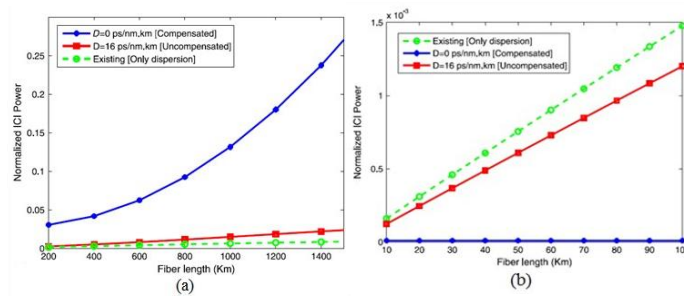 0.25
0.2
0.15
0.1
0.05
0
Normalized ICI Power
D=0 ps/nm,km [Compensated]
D=16 ps/nm,km [Uncompensated]
Existing [Only dispersion]
200 400 600 800 1000 1200 1400
Fiber length (Km)
(a)
1.5 x 10⁻³
1
0.5
0
Normalized ICI Power
Existing [Only dispersion]
D=0 ps/nm,km [Compensated]
D=16 ps/nm,km [Uncompensated]
10 20 30 40 50 60 70 80 90 10
Fiber length (Km)
(b)